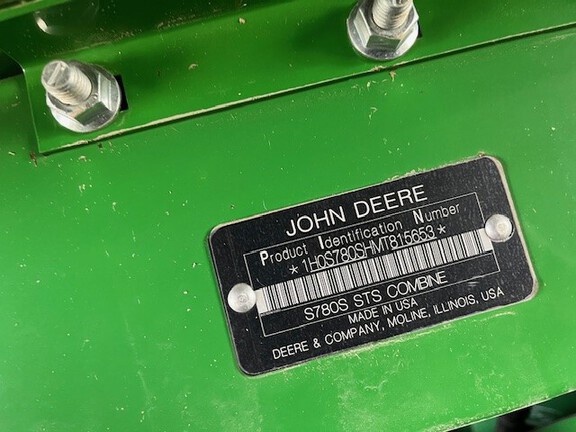 JOHN DEERE
Product Identification Number
*1H0S780SHMT815653*
S780S STS COMBINE
MADE IN USA
DEERE & COMPANY, MOLINE, ILLINOIS, USA